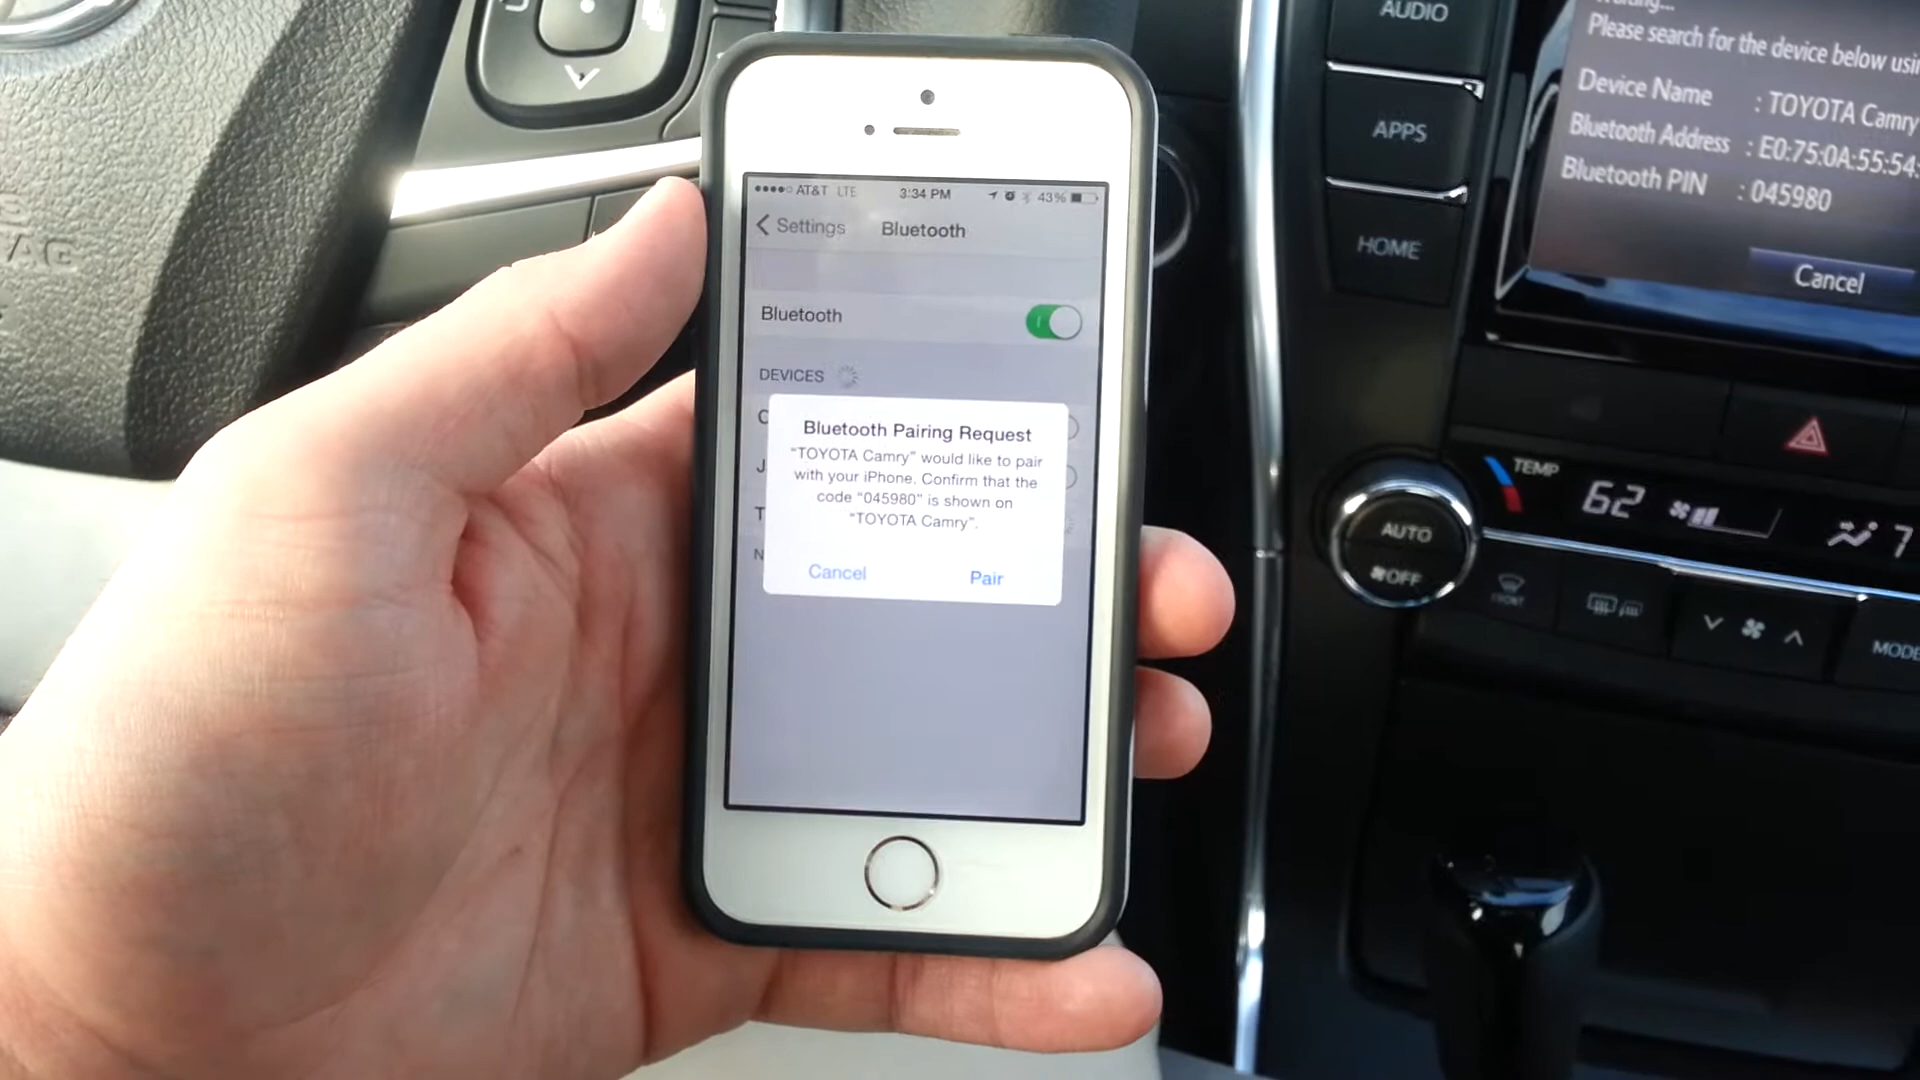 AT&T LTE 3:34 PM 43%
Settings Bluetooth
Bluetooth
DEVICES
Bluetooth Pairing Request
“TOYOTA Camry” would like to pair
with your iPhone. Confirm that the
code “045980” is shown on
“TOYOTA Camry”.
Cancel Pair
AUDIO
APPS
HOME
Please search for the device below
Device Name : TOYOTA Camry
Bluetooth Address : E0:75:0A:55:54:
Bluetooth PIN : 045980
Cancel
TEMP 62
AUTO
OFF
FRONT
MODE